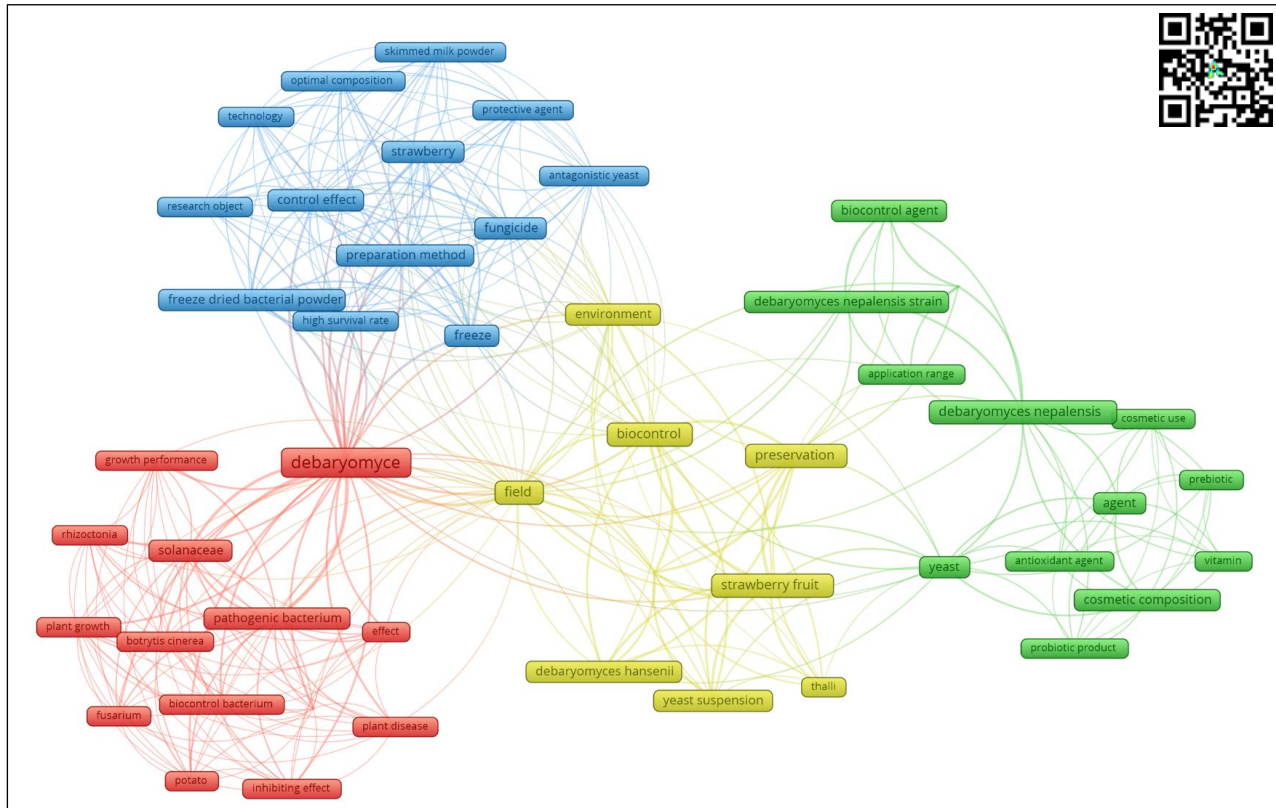 skimmed milk powder
optimal composition
protective agent
technology
strawberry
antagonistic yeast
control effect
research object
biocontrol agent
fungicide
preparation method
freeze dried bacterial powder
debaryomyces nepalensis strain
environment
high survival rate
freeze
application range
debaryomyces nepalensis
cosmetic use
biocontrol
preservation
debaryomyce
growth performance
prebiotic
field
agent
rhizoctonia
solanaceae
antioxidant agent
vitamin
yeast
strawberry fruit
cosmetic composition
pathogenic bacterium
plant growth
effect
botrytis cinerea
probiotic product
debaryomyces hansenii
thalli
yeast suspension
biocontrol bacterium
fusarium
plant disease
potato
inhibiting effect